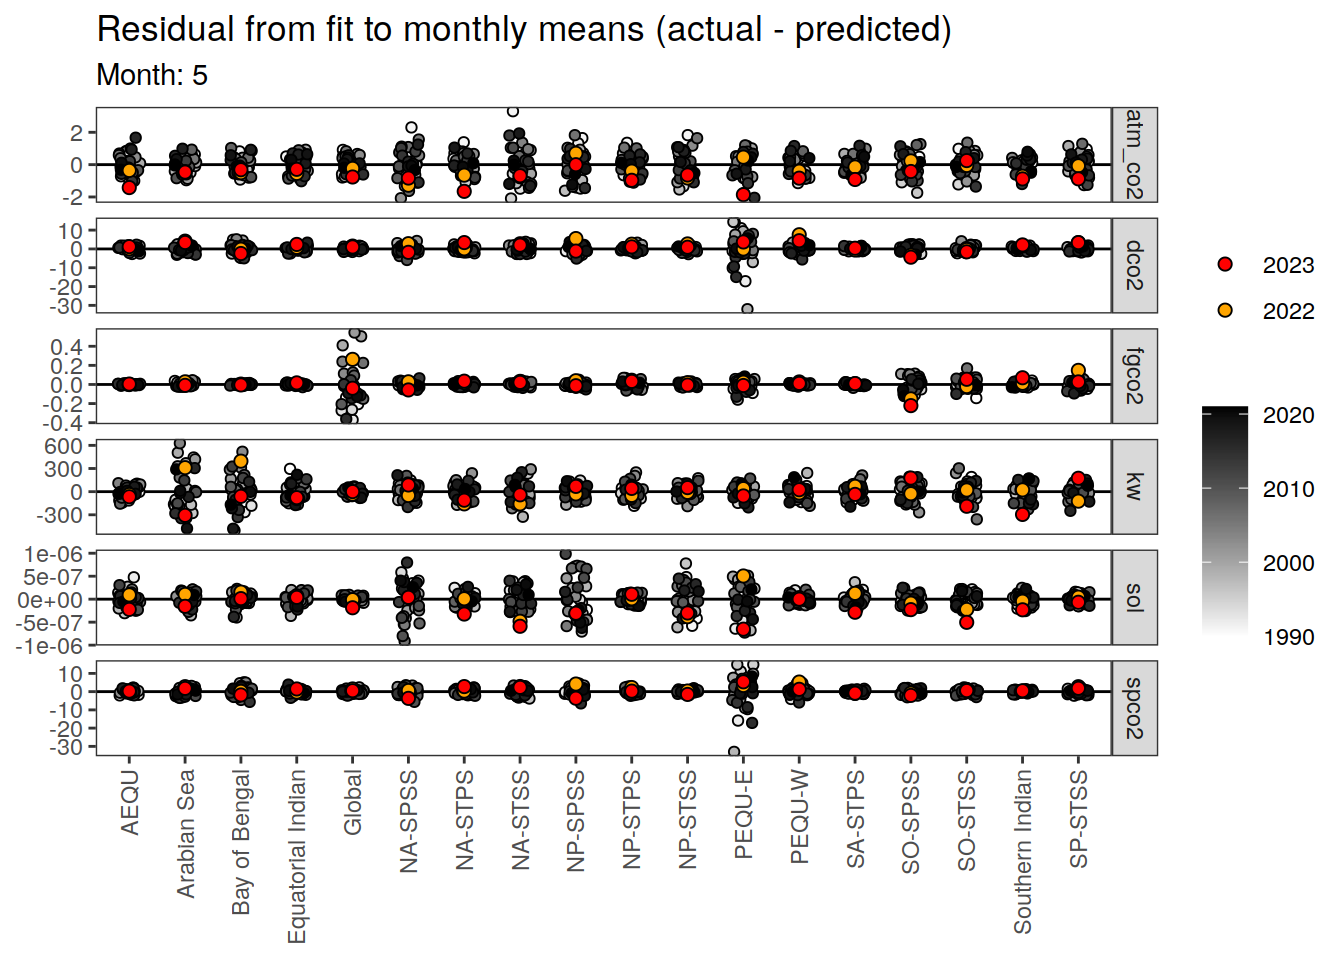 Residual from fit to monthly means (actual - predicted)
Month: 5
2
0
-2
atm_co2
10
0
-10
-20
-30
dco2
0.4
0.2
0.0
-0.2
-0.4
fgco2
600
300
0
-300
kw
1e-06
5e-07
0e+00
-5e-07
-1e-06
sol
10
0
-10
-20
-30
spco2
AEQU
Arabian Sea
Bay of Bengal
Equatorial Indian
Global
NA-SPSS
NA-STPS
NA-STSS
NP-SPSS
NP-STPS
NP-STSS
PEQU-E
PEQU-W
SA-STPS
SO-SPSS
SO-STSS
Southern Indian
SP-STSS
2023
2022
2020
2010
2000
1990